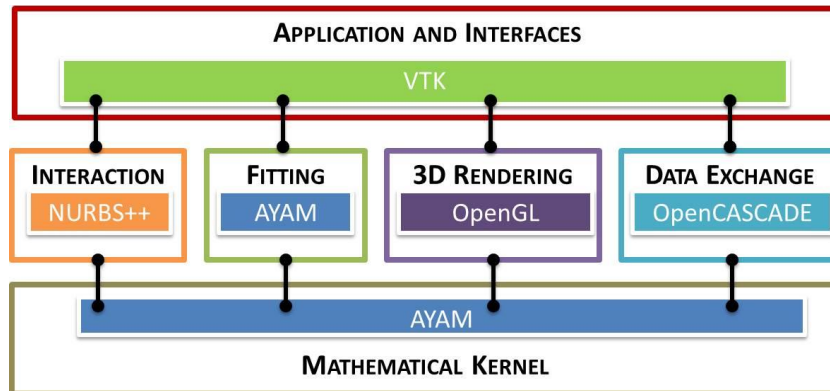 APPLICATION AND INTERFACES
VTK
INTERACTION
NURBS++
FITTING
AYAM
3D RENDERING
OpenGL
DATA EXCHANGE
OpenCASCADE
AYAM
MATHEMATICAL KERNEL